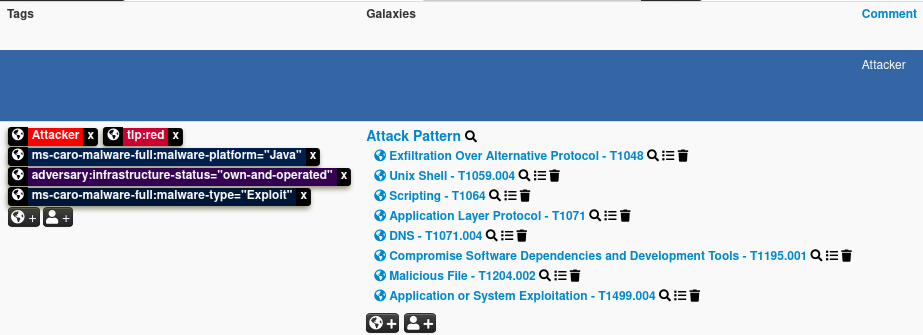 Tags Galaxies Comment
Attacker
Attacker x tlp:red x
ms-caro-malware-full:malware-platform="Java" x
adversary:infrastructure-status="own-and-operated" x
ms-caro-malware-full:malware-type="Exploit" x
+ +
Attack Pattern
Exfiltration Over Alternative Protocol - T1048
Unix Shell - T1059.004
Scripting - T1064
Application Layer Protocol - T1071
DNS - T1071.004
Compromise Software Dependencies and Development Tools - T1195.001
Malicious File - T1204.002
Application or System Exploitation - T1499.004
+ +